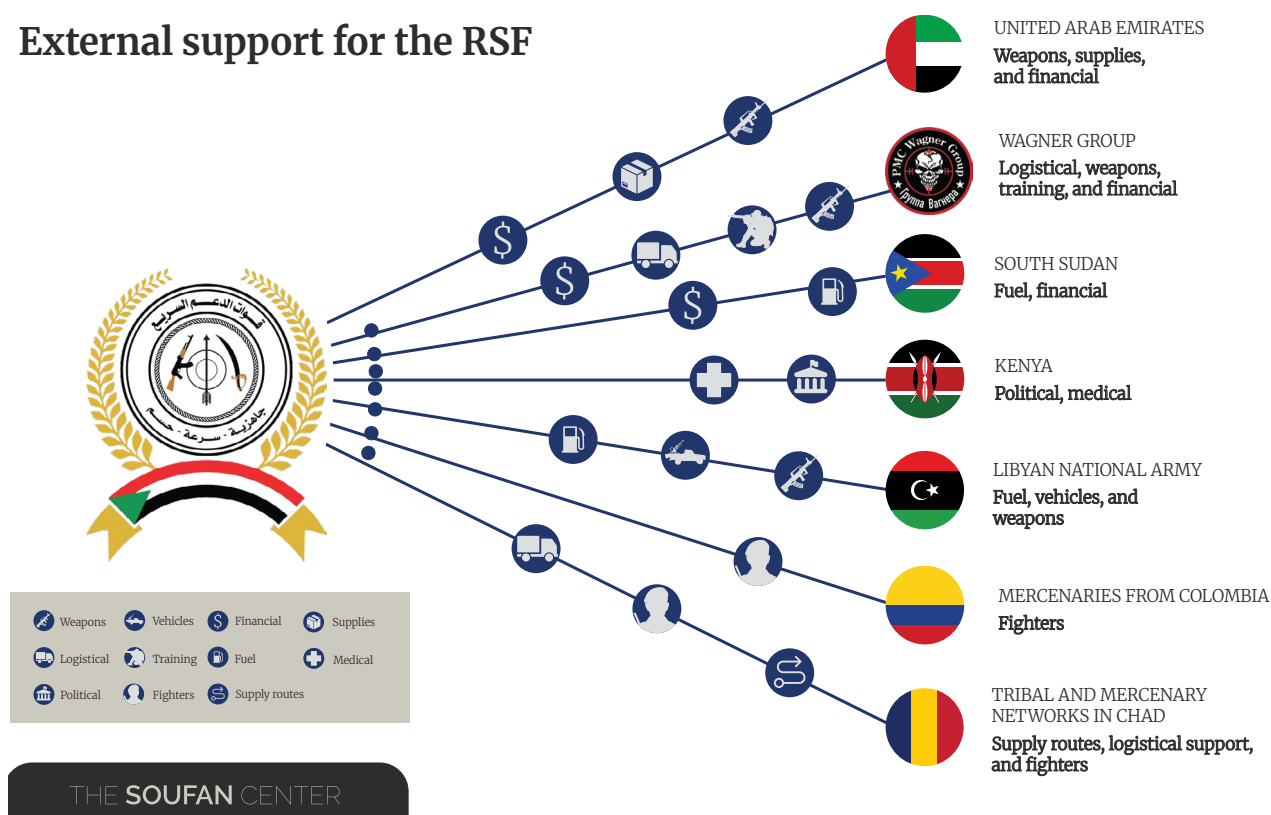 External support for the RSF
UNITED ARAB EMIRATES
Weapons, supplies,
and financial
PMC Wagner Group
Группа Вагнера
WAGNER GROUP
Logistical, weapons,
training, and financial
SOUTH SUDAN
Fuel, financial
KENYA
Political, medical
LIBYAN NATIONAL ARMY
Fuel, vehicles, and
weapons
MERCENARIES FROM COLOMBIA
Fighters
TRIBAL AND MERCENARY
NETWORKS IN CHAD
Supply routes, logistical support,
and fighters
قوات الدعم السريع
جاهزية - سرعة - حسم
$
$
$
Weapons
Vehicles
$ Financial
Supplies
Logistical
Training
Fuel
Medical
Political
Fighters
Supply routes
THE SOUFAN CENTER